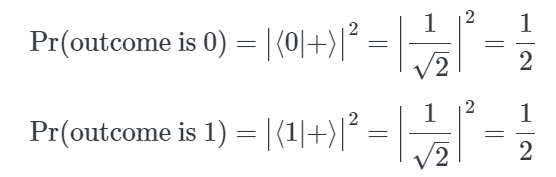 Pr(outcome is 0) = |⟨0|+⟩|² = |1/√2|² = 1/2
Pr(outcome is 1) = |⟨1|+⟩|² = |1/√2|² = 1/2